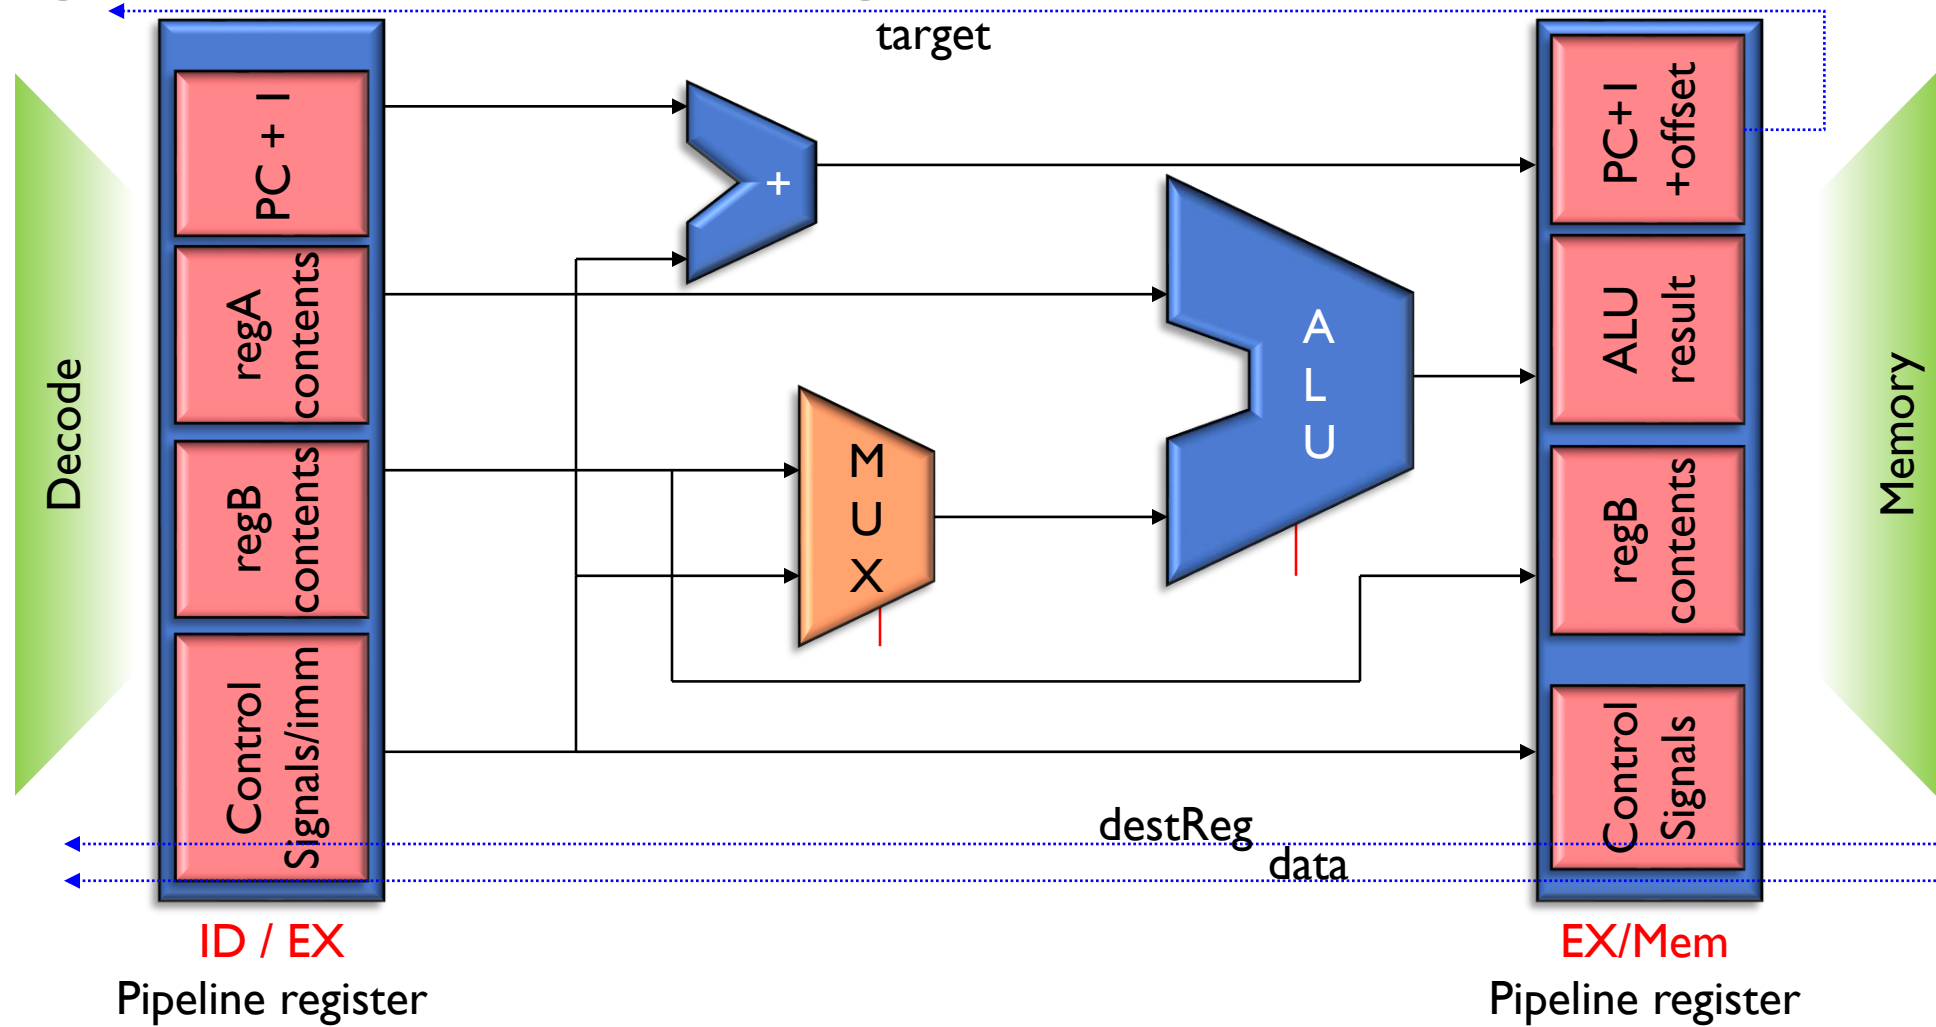 target
Decode
PC + 1
regA
contents
regB
contents
Control
Signals/imm
+
M
U
X
A
L
U
PC+1
+offset
ALU
result
regB
contents
Control
Signals
Memory
destReg
data
ID / EX
Pipeline register
EX/Mem
Pipeline register